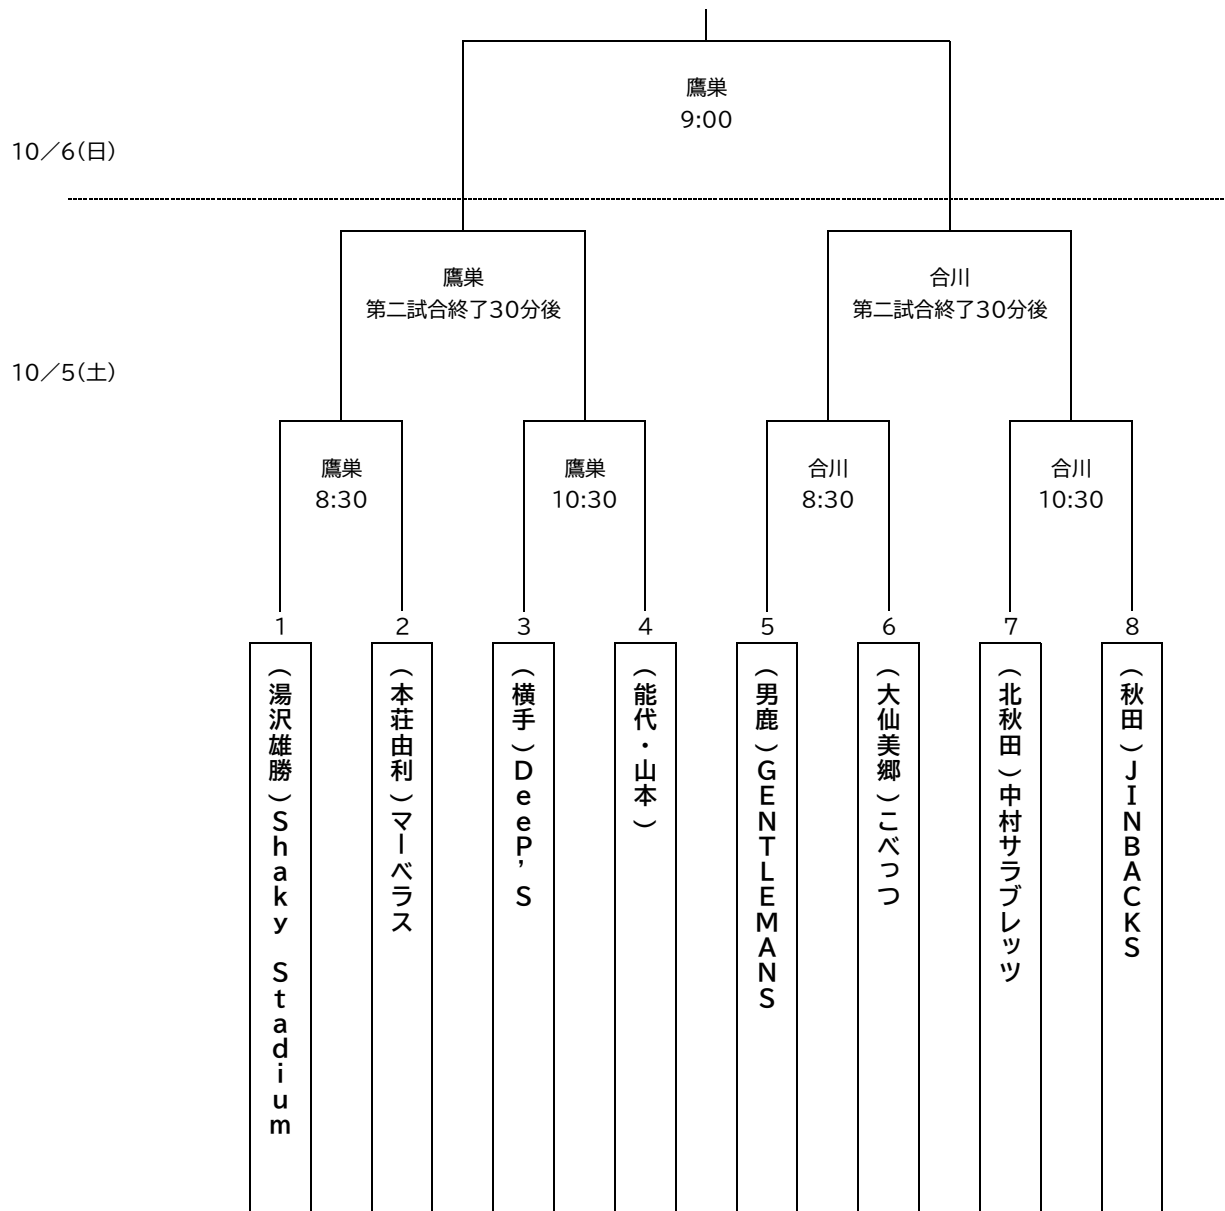 鷹巣
9:00
10／6(日)
鷹巣
第二試合終了30分後
合川
第二試合終了30分後
10／5(土)
鷹巣
8:30
鷹巣
10:30
合川
8:30
合川
10:30
1
2
3
4
5
6
7
8
（湯沢雄勝）Shaky Stadium
（本荘由利）マーベラス
（横手）DeeP’S
（能代・山本）
（男鹿）GENTLEMANS
（大仙美郷）こべっつ
（北秋田）中村サラブレッツ
（秋田）JINBACKS